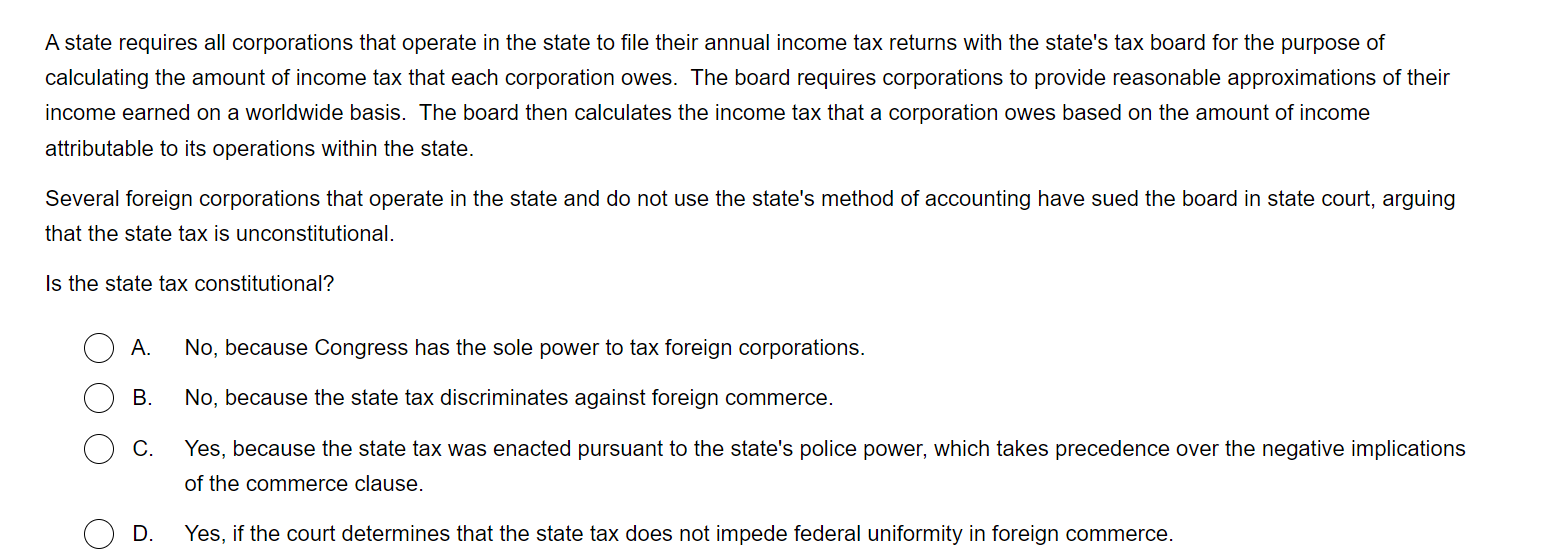 A state requires all corporations that operate in the state to file their annual income tax returns with the state's tax board for the purpose of
calculating the amount of income tax that each corporation owes.  The board requires corporations to provide reasonable approximations of their
income earned on a worldwide basis.  The board then calculates the income tax that a corporation owes based on the amount of income
attributable to its operations within the state.
Several foreign corporations that operate in the state and do not use the state's method of accounting have sued the board in state court, arguing
that the state tax is unconstitutional.
Is the state tax constitutional?
A. No, because Congress has the sole power to tax foreign corporations.
B. No, because the state tax discriminates against foreign commerce.
C. Yes, because the state tax was enacted pursuant to the state's police power, which takes precedence over the negative implications
of the commerce clause.
D. Yes, if the court determines that the state tax does not impede federal uniformity in foreign commerce.